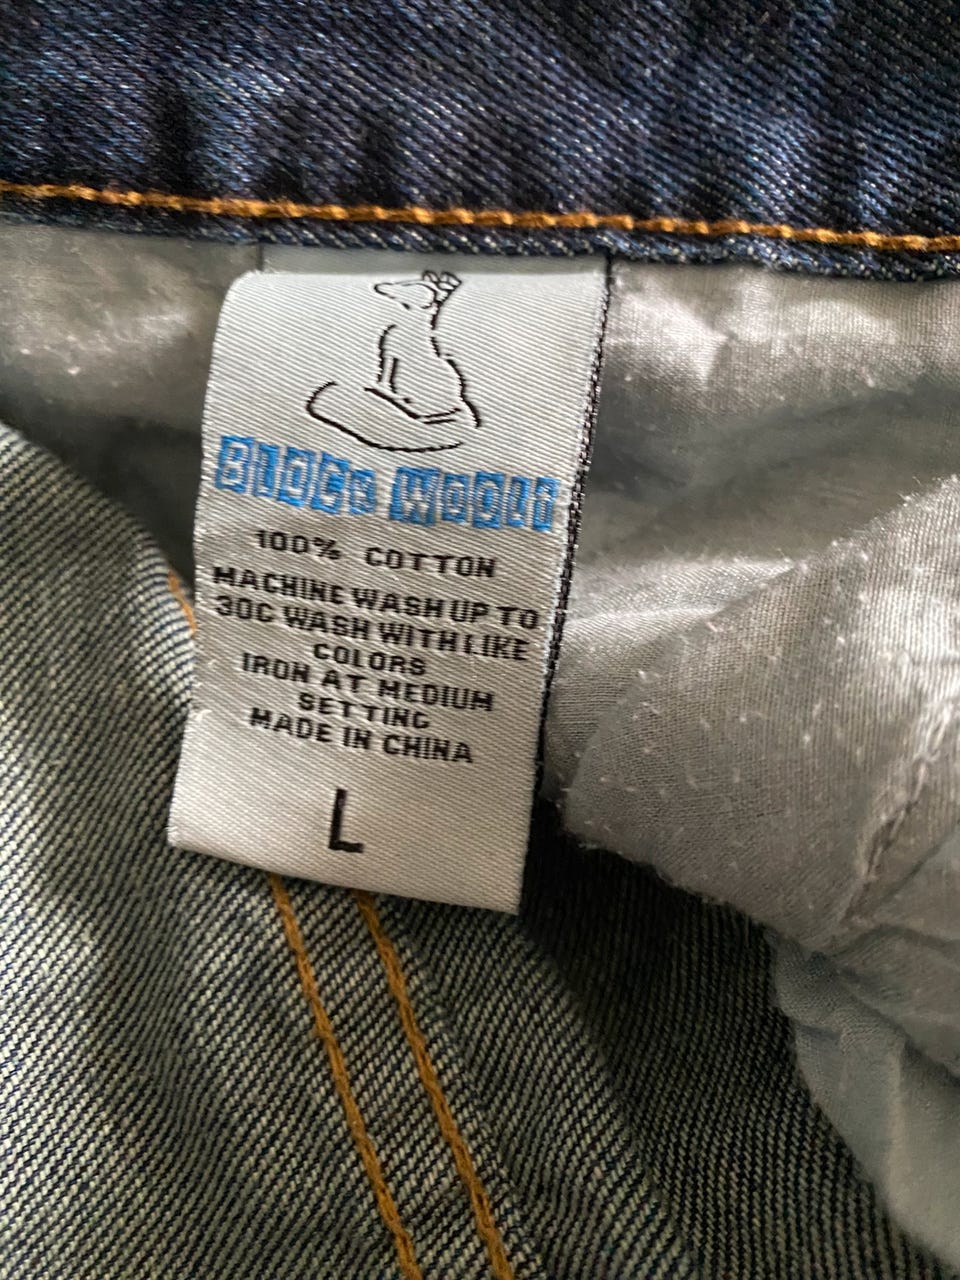 100% COTTON
MACHINE WASH UP TO
30C WASH WITH LIKE
COLORS
IRON AT MEDIUM
SETTING
MADE IN CHINA
L